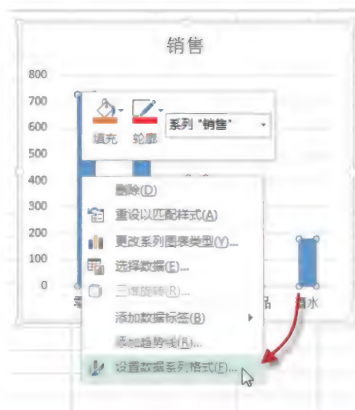 销售
800
700
600
500
400
300
200
100
0
填充 轮廓 系列 "销售"
删除(D)
重设以匹配样式(A)
更改系列图表类型(Y)...
选择数据(E)...
三维旋转(R)...
添加数据标签(B)
添加趋势线(R)...
设置数据系列格式(F)...
零
品
酒水